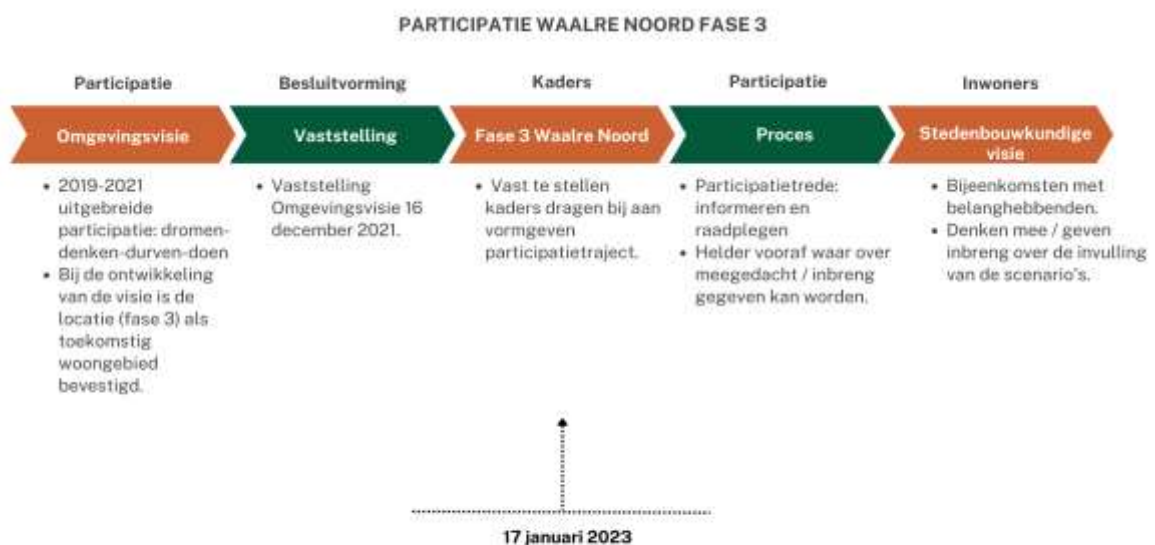 PARTICIPATIE WAALRE NOORD FASE 3
Participatie
Omgevingsvisie
• 2019-2021
uitgebreide
participatie: dromen-
denken-durven-doen
• Bij de ontwikkeling
van de visie is de
locatie (fase 3) als
toekomstig
woongebied
bevestigd.
Besluitvorming
Vaststelling
• Vaststelling
Omgevingsvisie 16
december 2021.
Kaders
Fase 3 Waalre Noord
• Vast te stellen
kaders dragen bij aan
vormgeven
participatietraject.
Participatie
Proces
• Participatietrede:
informeren en
raadplegen
• Helder vooraf waar over
meegedacht / inbreng
gegeven kan worden.
Inwoners
Stedenbouwkundige
visie
• Bijeenkomsten met
belanghebbenden.
• Denken mee / geven
inbreng over de invulling
van de scenario's.
17 januari 2023